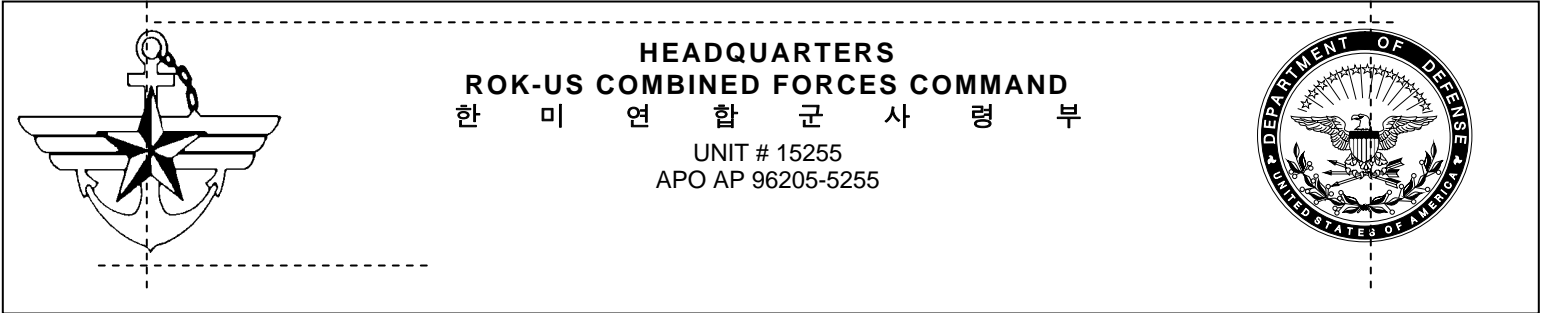 HEADQUARTERS
ROK-US COMBINED FORCES COMMAND
한 미 연 합 군 사 령 부
UNIT # 15255
APO AP 96205-5255
DEPARTMENT OF DEFENSE
UNITED STATES OF AMERICA